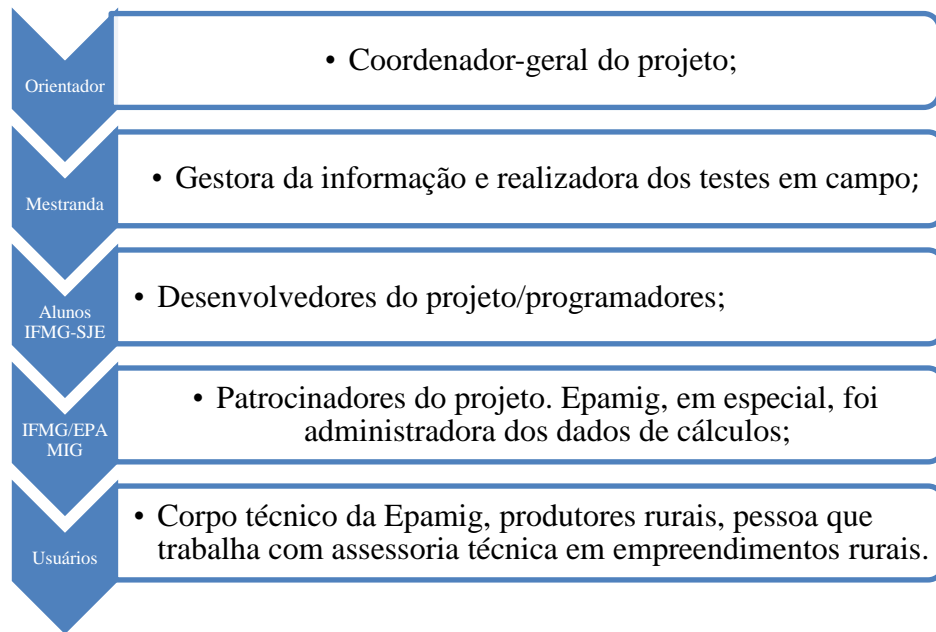 Orientador
• Coordenador-geral do projeto;
Mestranda
• Gestora da informação e realizadora dos testes em campo;
Alunos
IFMG-SJE
• Desenvolvedores do projeto/programadores;
IFMG/EPA
MIG
• Patrocinadores do projeto. Epamig, em especial, foi
administradora dos dados de cálculos;
Usuários
• Corpo técnico da Epamig, produtores rurais, pessoa que
trabalha com assessoria técnica em empreendimentos rurais.